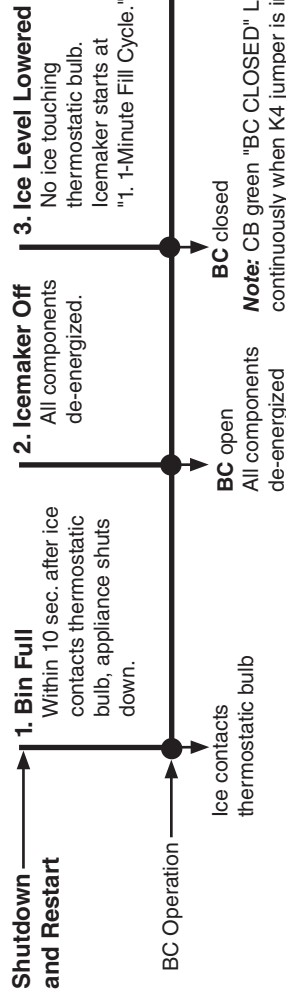 Shutdown
and Restart
1. Bin Full
Within 10 sec. after ice
contacts thermostatic
bulb, appliance shuts
down.
2. Icemaker Off
All components
de-energized.
3. Ice Level Lowered
No ice touching
thermostatic bulb.
Icemaker starts at
"1. 1-Minute Fill Cycle."
BC Operation
Ice contacts
thermostatic bulb
BC open
All components
de-energized
BC closed
Note: CB green "BC CLOSED" L
continuously when K4 jumper is